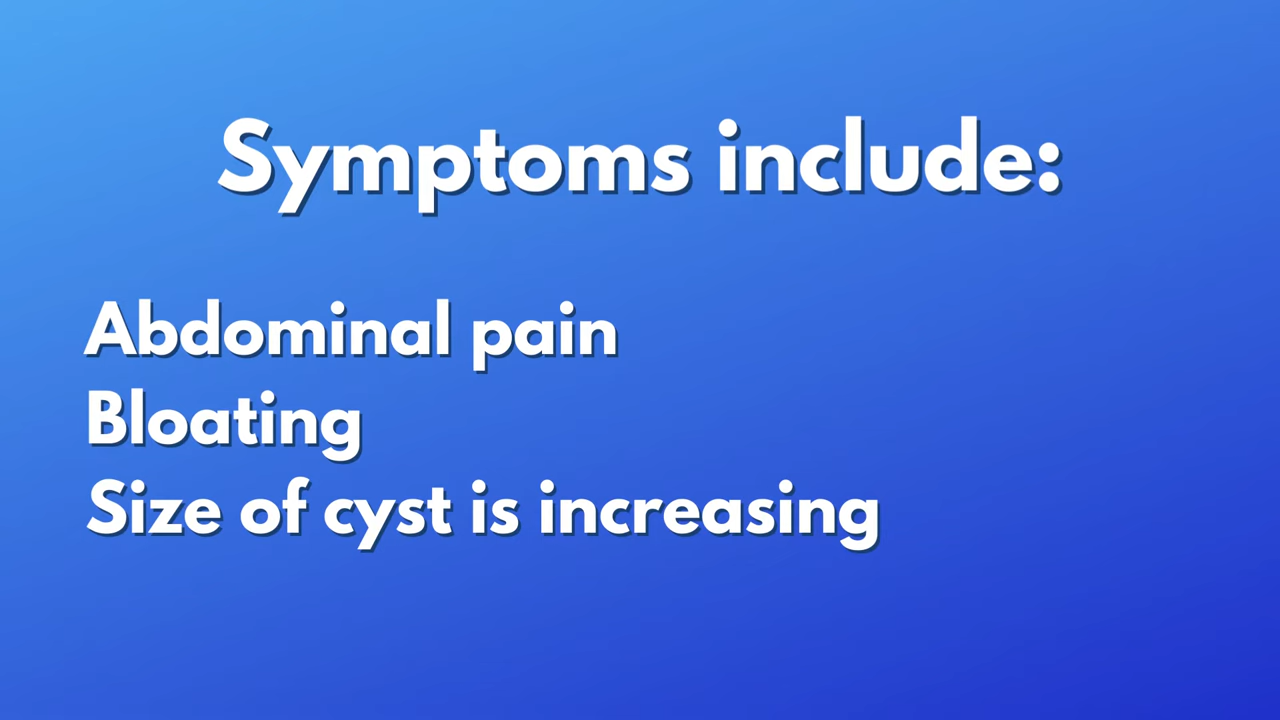 Symptoms include:
Abdominal pain
Bloating
Size of cyst is increasing